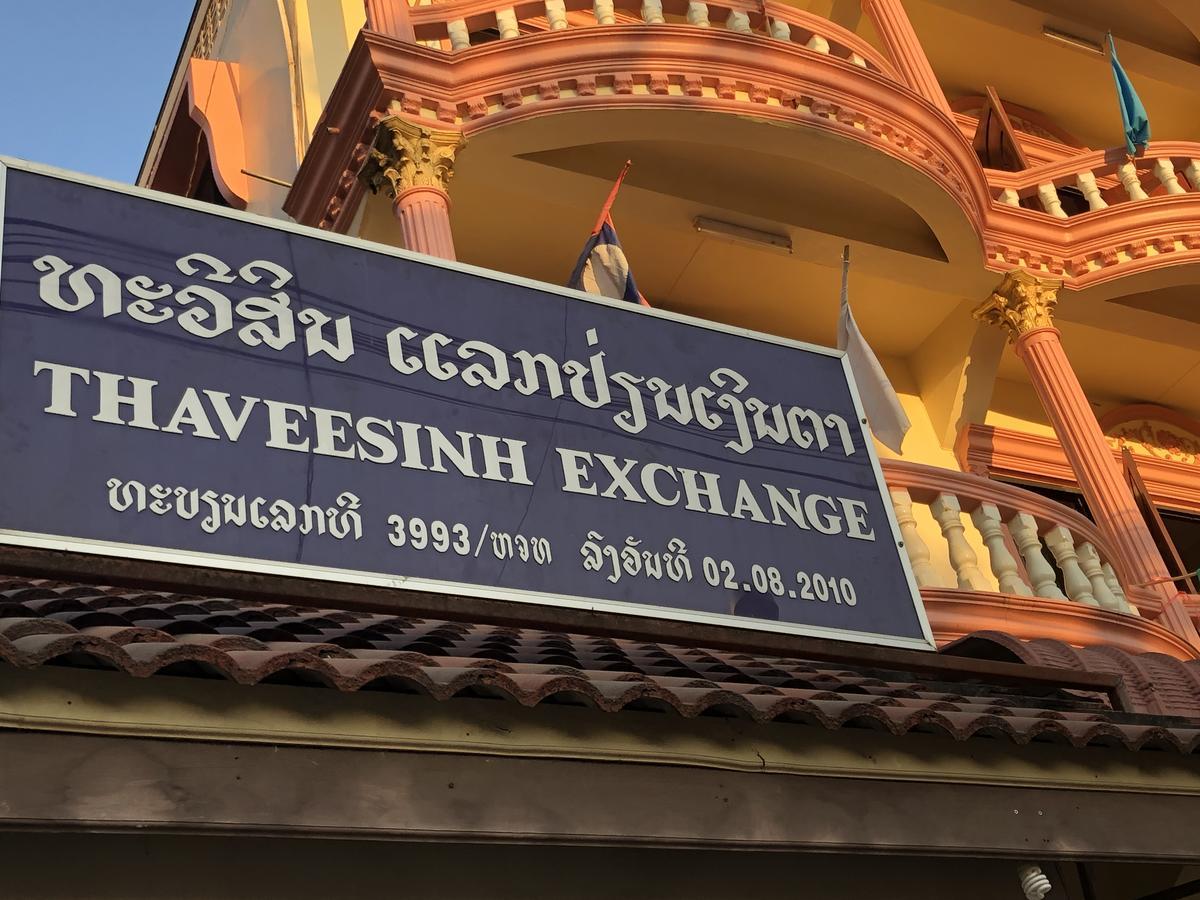 ທະວີສິນ ແລກປ່ຽນເງິນຕາ
THAVEESINH EXCHANGE
ທະບຽນເລກທີ 3993/ຫຈທ ລົງວັນທີ 02.08.2010